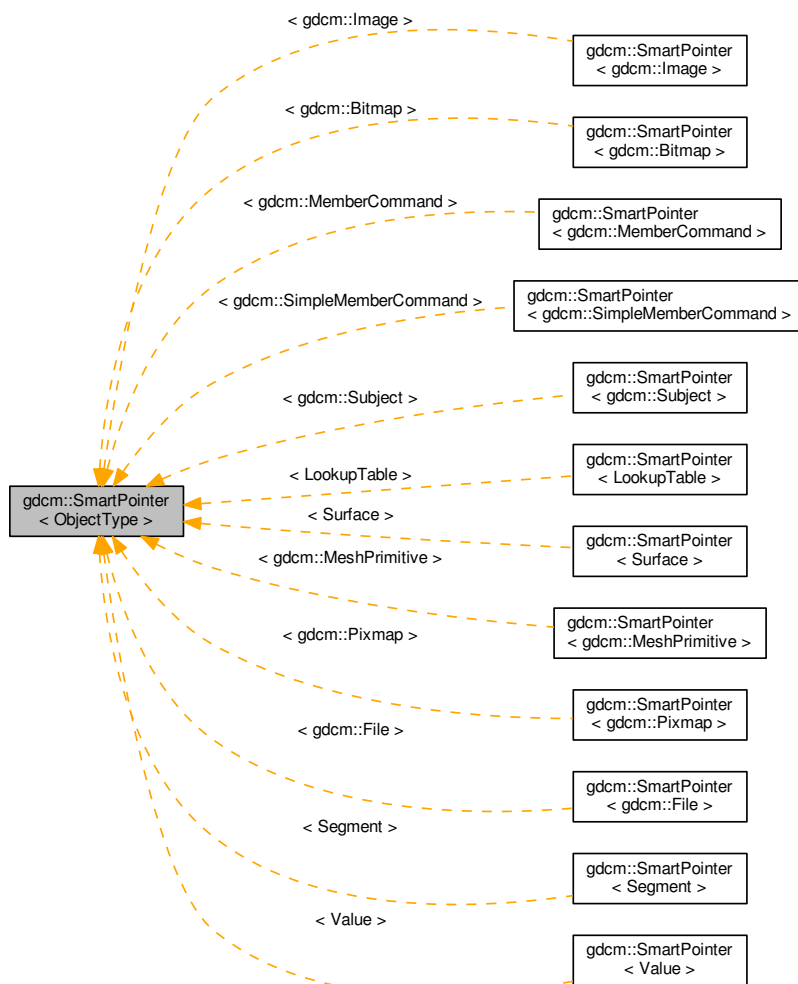 < gdcm::Image >
gdcm::SmartPointer
< gdcm::Image >
< gdcm::Bitmap >
gdcm::SmartPointer
< gdcm::Bitmap >
< gdcm::MemberCommand >
gdcm::SmartPointer
< gdcm::MemberCommand >
< gdcm::SimpleMemberCommand >
gdcm::SmartPointer
< gdcm::SimpleMemberCommand >
< gdcm::Subject >
gdcm::SmartPointer
< gdcm::Subject >
< LookupTable >
gdcm::SmartPointer
< LookupTable >
gdcm::SmartPointer
< ObjectType >
< Surface >
gdcm::SmartPointer
< Surface >
< gdcm::MeshPrimitive >
gdcm::SmartPointer
< gdcm::MeshPrimitive >
< gdcm::Pixmap >
gdcm::SmartPointer
< gdcm::Pixmap >
< gdcm::File >
gdcm::SmartPointer
< gdcm::File >
< Segment >
gdcm::SmartPointer
< Segment >
< Value >
gdcm::SmartPointer
< Value >